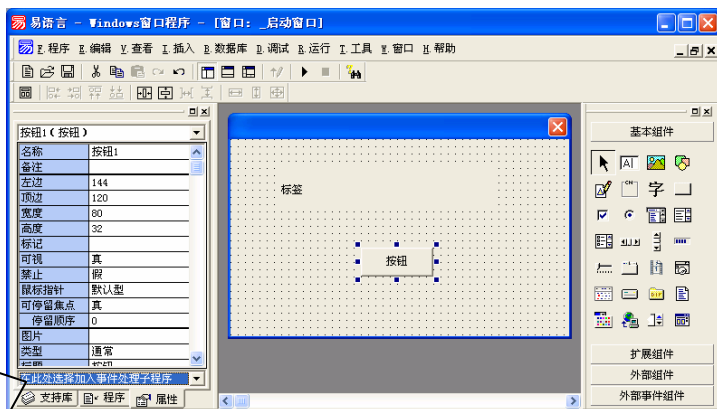 易语言 - Windows窗口程序 - [窗口: _启动窗口]
F.程序 E.编辑 V.查看 I.插入 B.数据库 D.调试 R.运行 T.工具 W.窗口 H.帮助
按钮1(按钮)
名称 按钮1
备注
左边 144
顶边 120
宽度 80
高度 32
标记
可视 真
禁止 假
鼠标指针 默认型
可停留焦点 真
停留顺序 0
图片
类型 通常
标题 按钮
在此处选择加入事件处理子程序
支持库 程序 属性
标签
按钮
基本组件
字
扩展组件
外部组件
外部事件组件